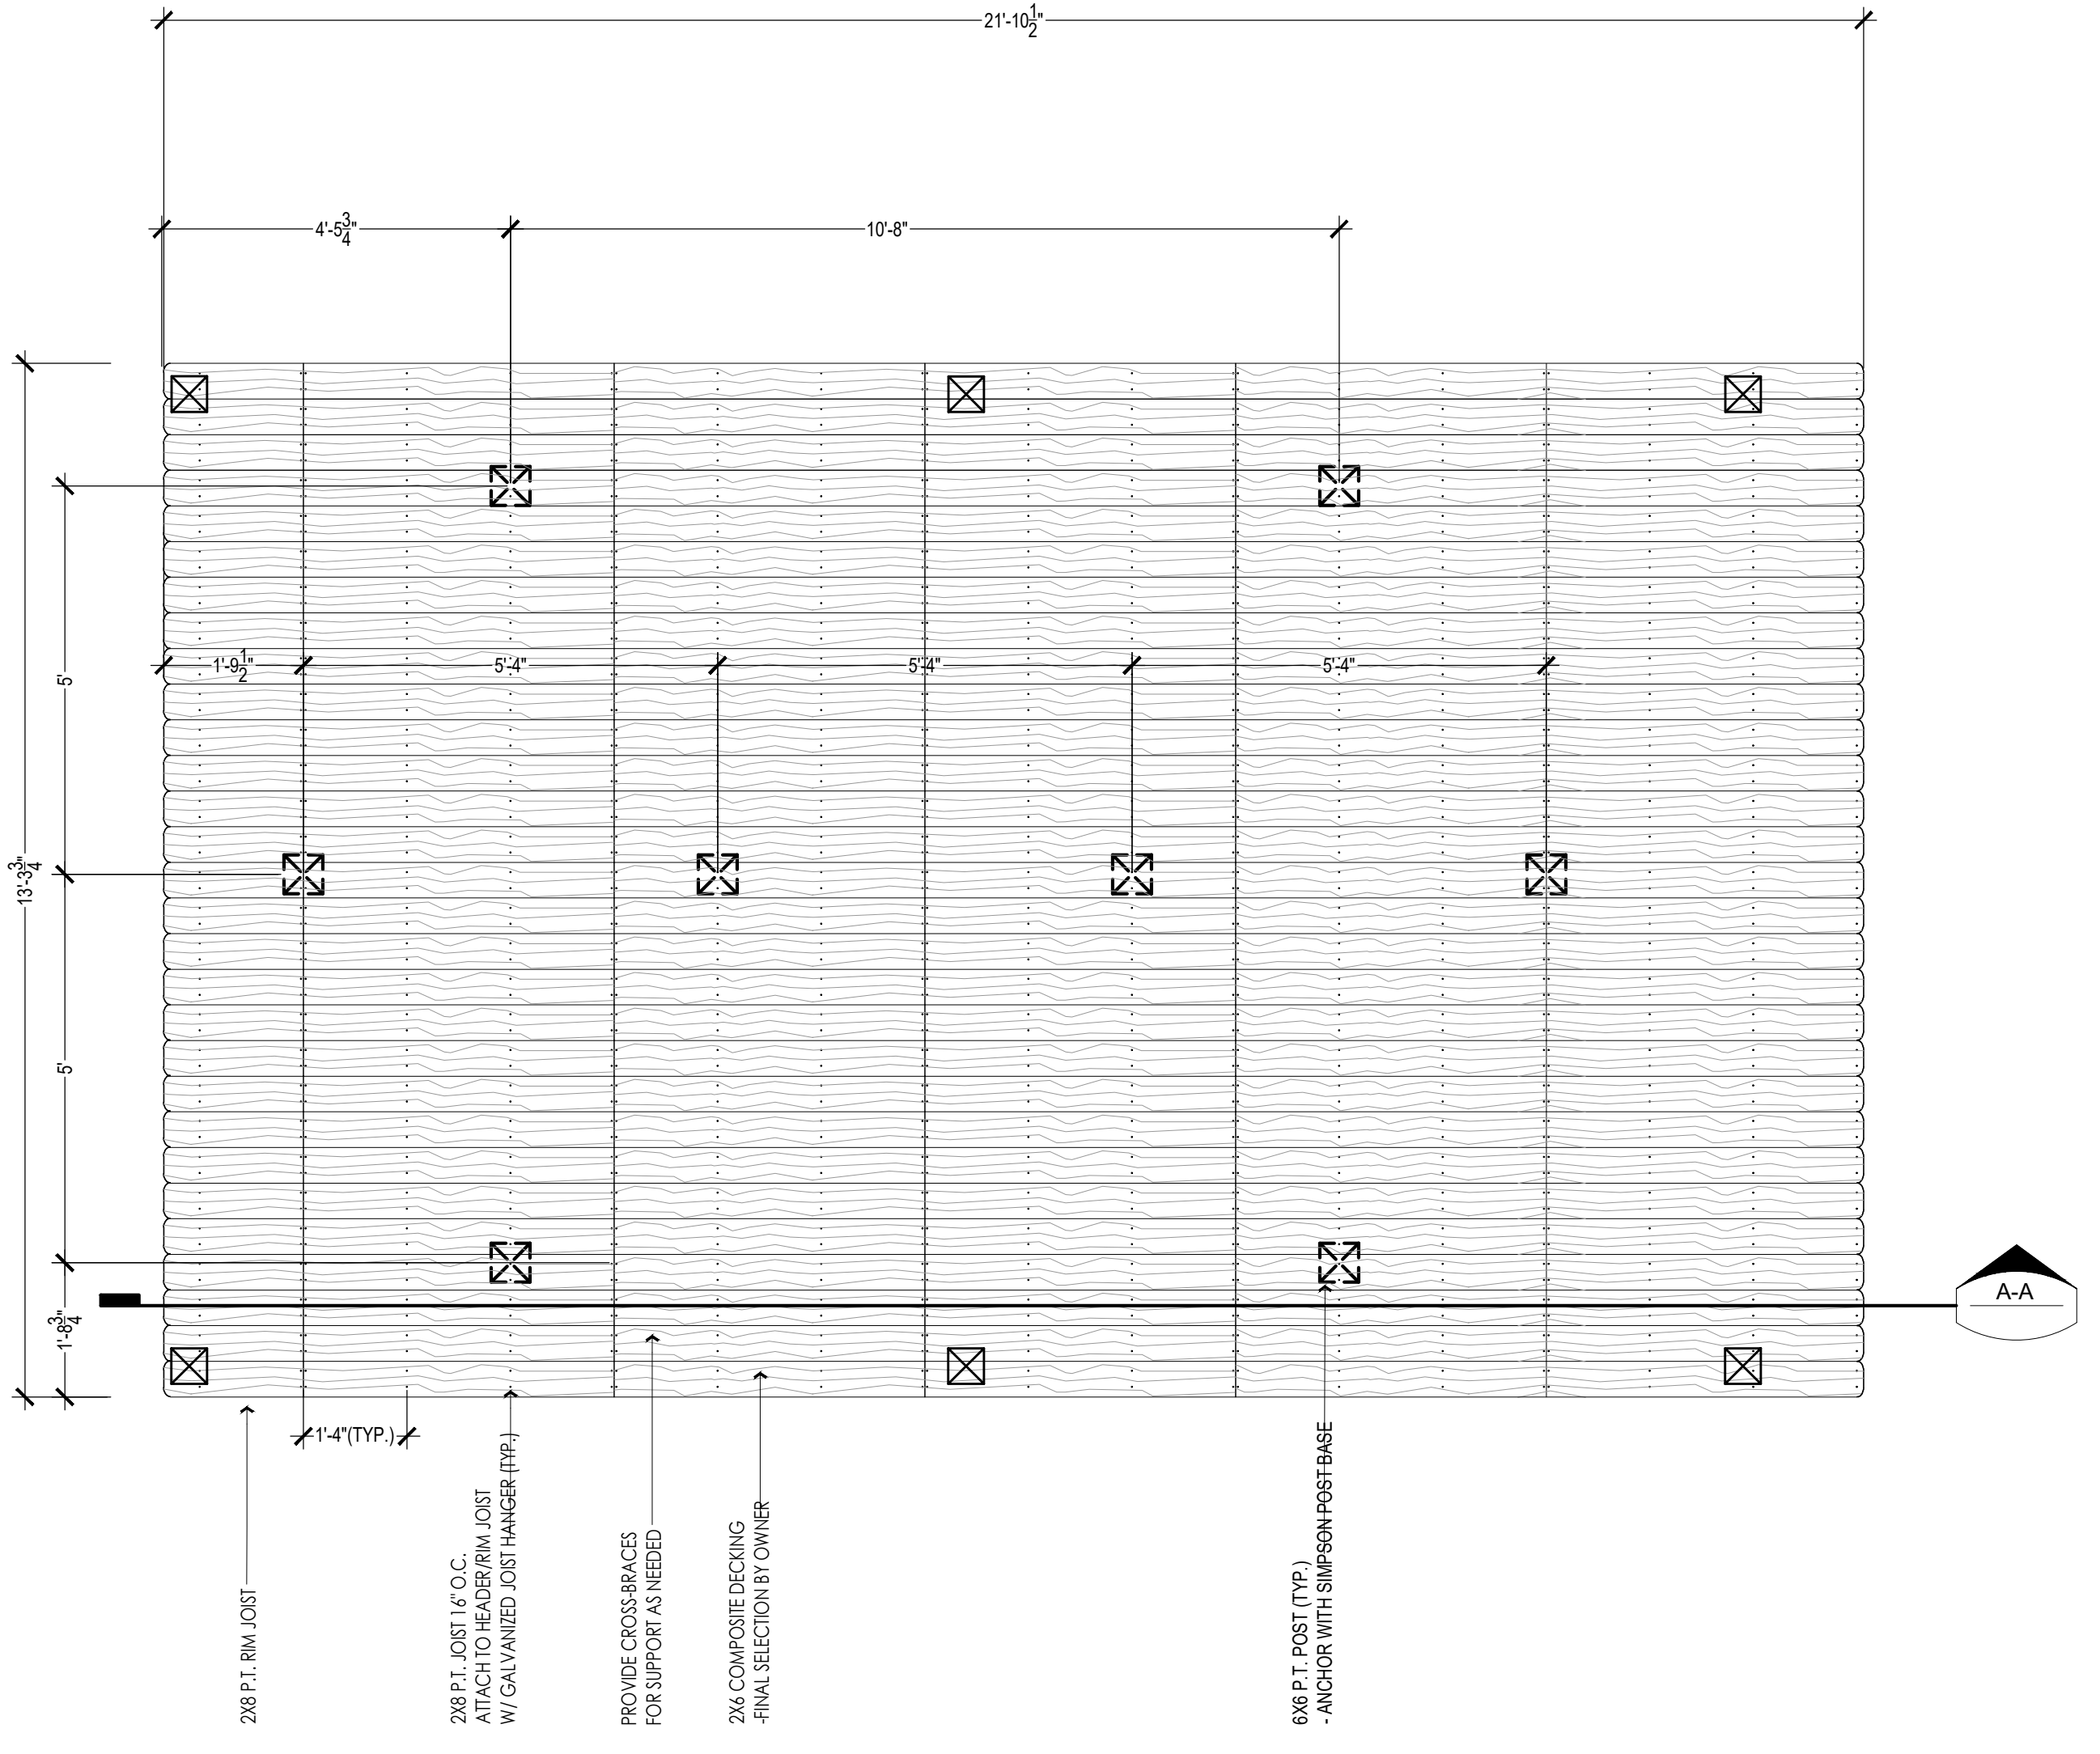 21'-10 1/2"
4'-5 3/4"
10'-8"
1'-9 1/2"
5'-4"
5'-4"
5'-4"
5'
13'-3 3/4"
5'
1'-8 3/4"
A-A
1'-4"(TYP.)
2X8 P.T. RIM JOIST
2X8 P.T. JOIST 16" O.C.
ATTACH TO HEADER/RIM JOIST
W/ GALVANIZED JOIST HANGER (TYP.)
PROVIDE CROSS-BRACES
FOR SUPPORT AS NEEDED
2X6 COMPOSITE DECKING
-FINAL SELECTION BY OWNER
6X6 P.T. POST (TYP.)
- ANCHOR WITH SIMPSON POST BASE